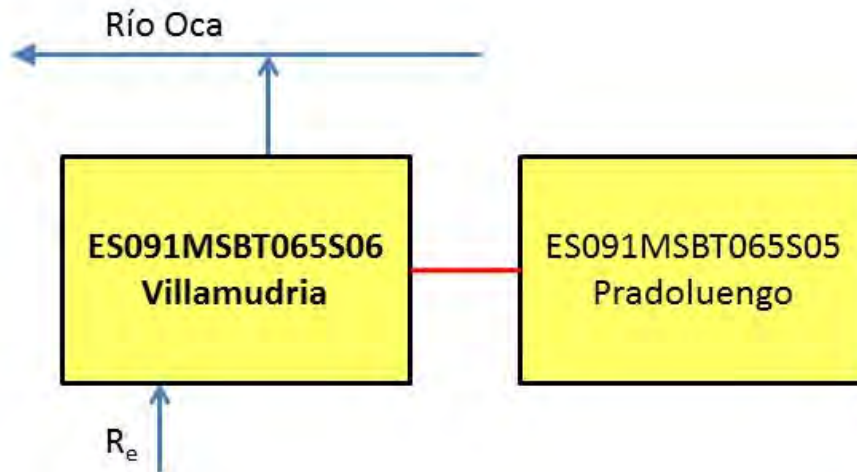 Río Oca
ES091MSBT065S06
Villamudria
ES091MSBT065S05
Pradoluengo
Re